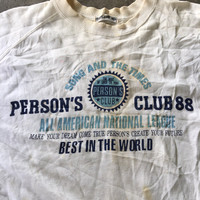 SONG AND THE TUNES
PERSON'S
CLUB
PERSON'S CLUB 88
ALL AMERICAN NATIONAL LEAGUE
MAKE YOUR DREAM COME TRUE PERSON'S CREATE YOUR FUTURE
BEST IN THE WORLD